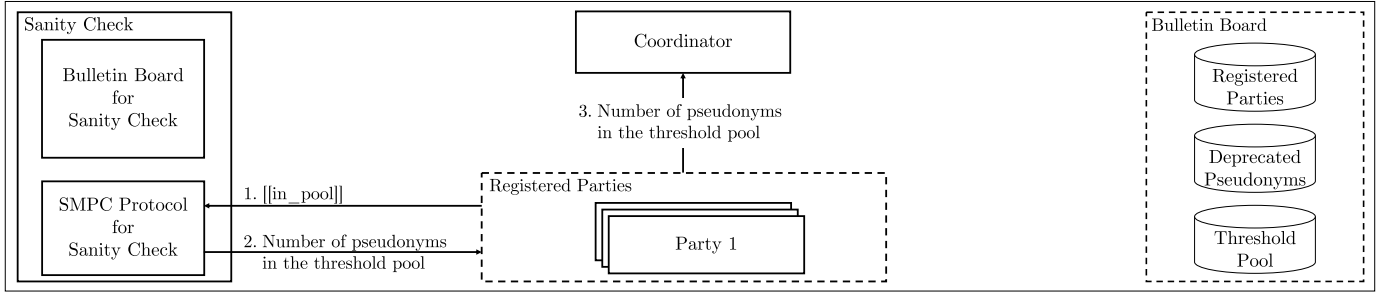 Sanity Check
Bulletin Board
for
Sanity Check
SMPC Protocol
for
Sanity Check
1. [[in_pool]]
2. Number of pseudonyms
in the threshold pool
Coordinator
3. Number of pseudonyms
in the threshold pool
Registered Parties
Party 1
Bulletin Board
Registered
Parties
Deprecated
Pseudonyms
Threshold
Pool